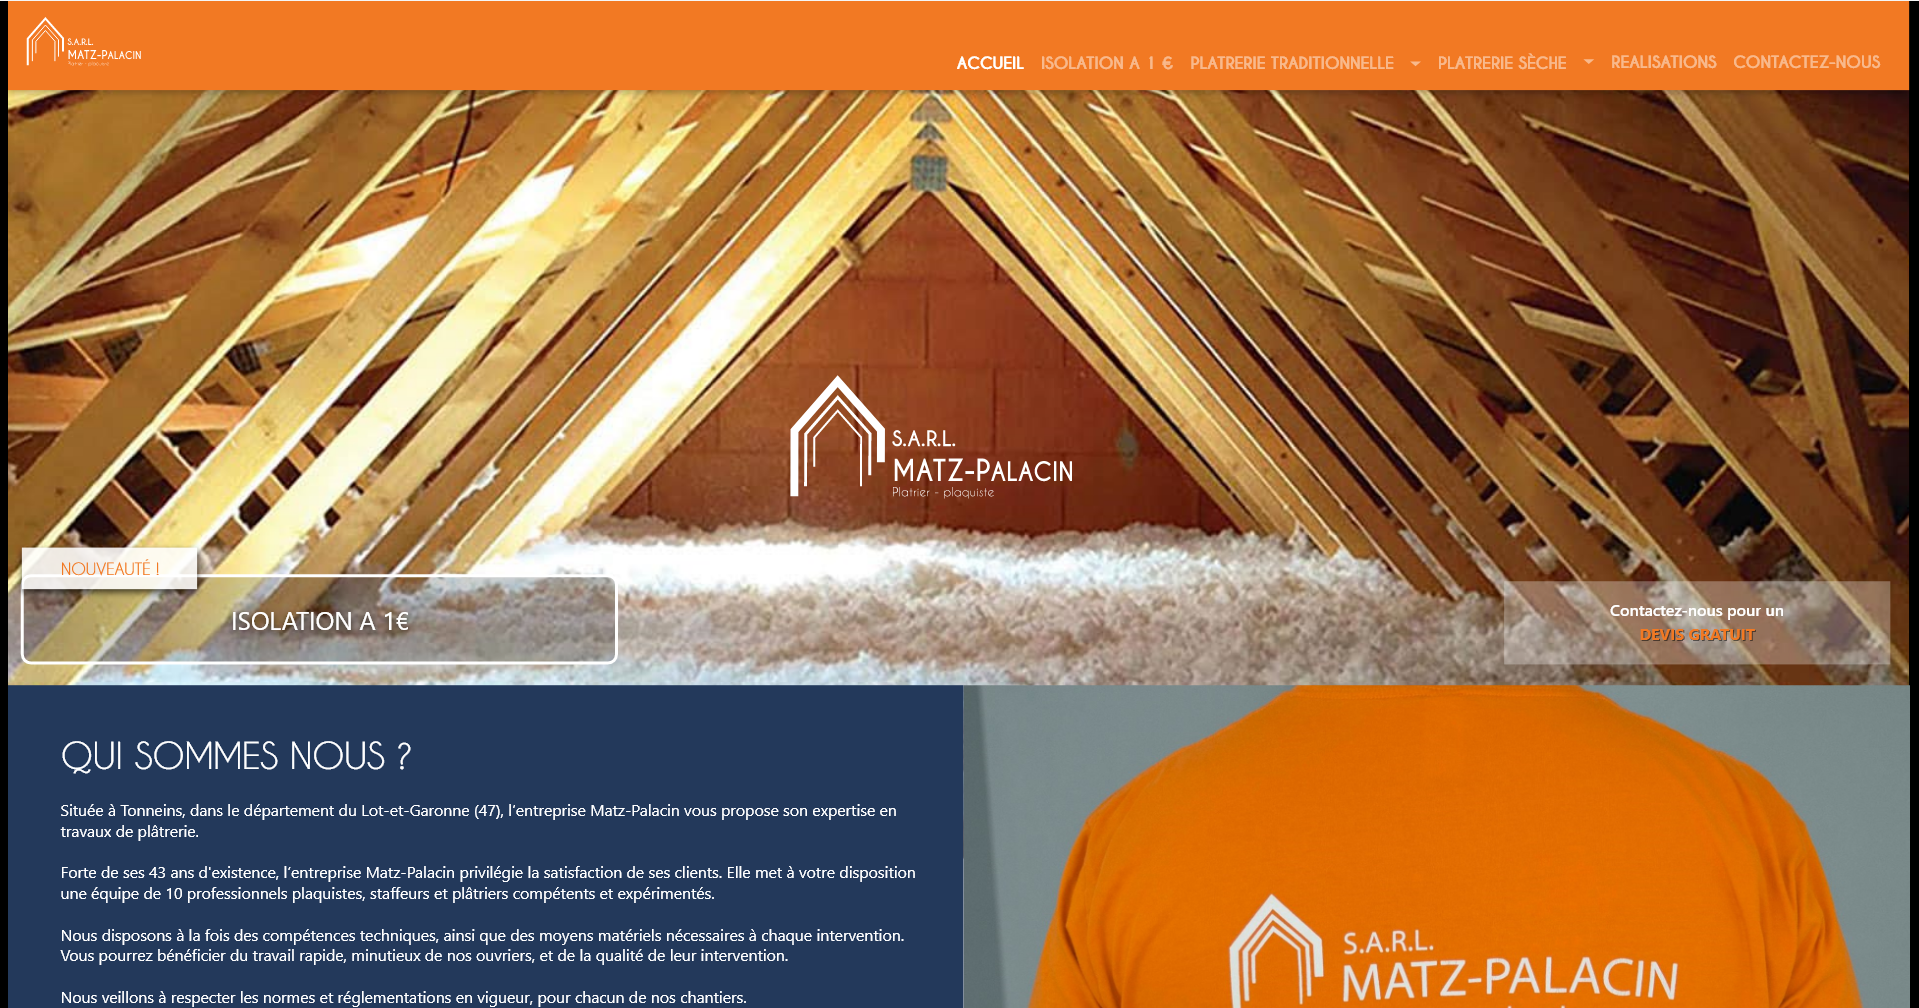 S.A.R.L.
MATZ-PALACIN
Platrier - plaquiste
ACCUEIL ISOLATION A 1 € PLATRERIE TRADITIONNELLE PLATRERIE SÈCHE REALISATIONS CONTACTEZ-NOUS
S.A.R.L.
MATZ-PALACIN
Platrier - plaquiste
NOUVEAUTÉ !
ISOLATION A 1€
Contactez-nous pour un
DEVIS GRATUIT
QUI SOMMES NOUS ?
Située à Tonneins, dans le département du Lot-et-Garonne (47), l'entreprise Matz-Palacin vous propose son expertise en
travaux de plâtrerie.
Forte de ses 43 ans d'existence, l'entreprise Matz-Palacin privilégie la satisfaction de ses clients. Elle met à votre disposition
une équipe de 10 professionnels plaquistes, staffeurs et plâtriers compétents et expérimentés.
Nous disposons à la fois des compétences techniques, ainsi que des moyens matériels nécessaires à chaque intervention.
Vous pourrez bénéficier du travail rapide, minutieux de nos ouvriers, et de la qualité de leur intervention.
Nous veillons à respecter les normes et réglementations en vigueur, pour chacun de nos chantiers.
S.A.R.L.
MATZ-PALACIN